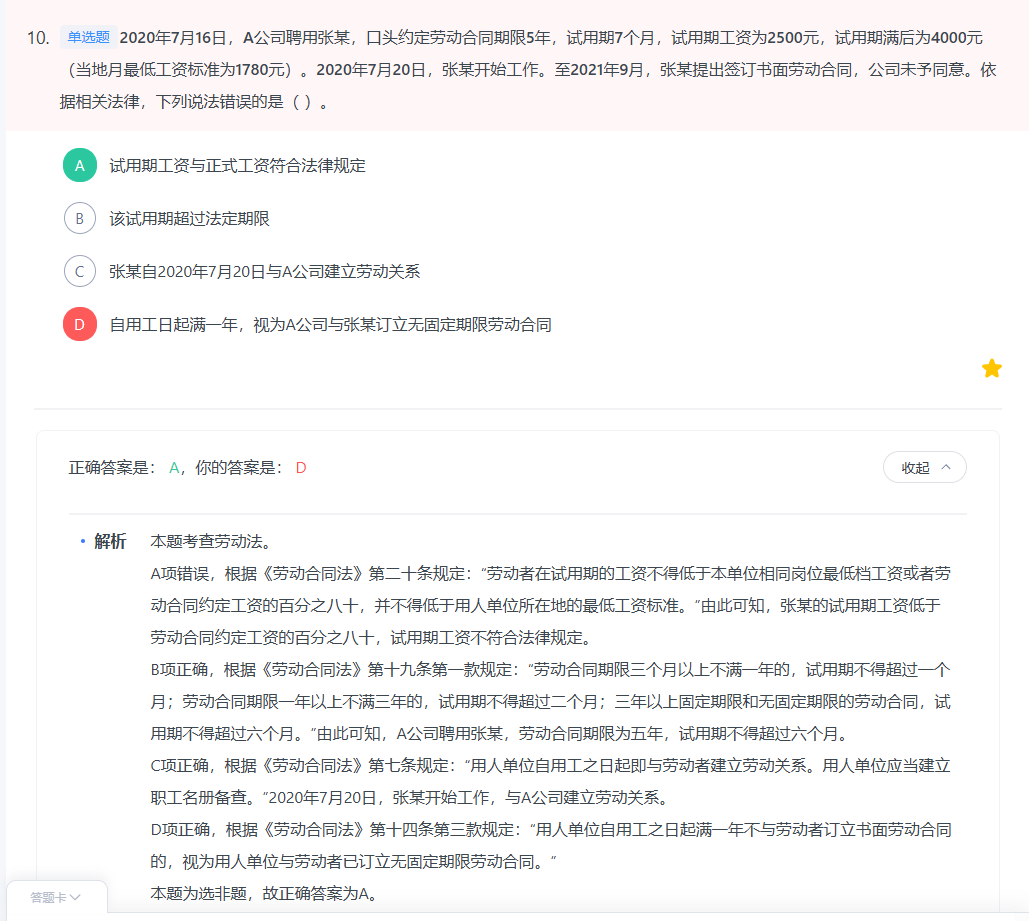 10. 单选题 2020年7月16日，A公司聘用张某，口头约定劳动合同期限5年，试用期7个月，试用期工资为2500元，试用期满后为4000元
（当地月最低工资标准为1780元）。2020年7月20日，张某开始工作。至2021年9月，张某提出签订书面劳动合同，公司未予同意。依
据相关法律，下列说法错误的是（ ）。
A 试用期工资与正式工资符合法律规定
B 该试用期超过法定期限
C 张某自2020年7月20日与A公司建立劳动关系
D 自用工日起满一年，视为A公司与张某订立无固定期限劳动合同
正确答案是： A，你的答案是： D
收起
解析 本题考查劳动法。
A项错误，根据《劳动合同法》第二十条规定：“劳动者在试用期的工资不得低于本单位相同岗位最低档工资或者劳
动合同约定工资的百分之八十，并不得低于用人单位所在地的最低工资标准。”由此可知，张某的试用期工资低于
劳动合同约定工资的百分之八十，试用期工资不符合法律规定。
B项正确，根据《劳动合同法》第十九条第一款规定：“劳动合同期限三个月以上不满一年的，试用期不得超过一个
月；劳动合同期限一年以上不满三年的，试用期不得超过二个月；三年以上固定期限和无固定期限的劳动合同，试
用期不得超过六个月。”由此可知，A公司聘用张某，劳动合同期限为五年，试用期不得超过六个月。
C项正确，根据《劳动合同法》第七条规定：“用人单位自用工之日起即与劳动者建立劳动关系。用人单位应当建立
职工名册备查。”2020年7月20日，张某开始工作，与A公司建立劳动关系。
D项正确，根据《劳动合同法》第十四条第三款规定：“用人单位自用工之日起满一年不与劳动者订立书面劳动合同
的，视为用人单位与劳动者已订立无固定期限劳动合同。”
本题为选非题，故正确答案为A。
答题卡